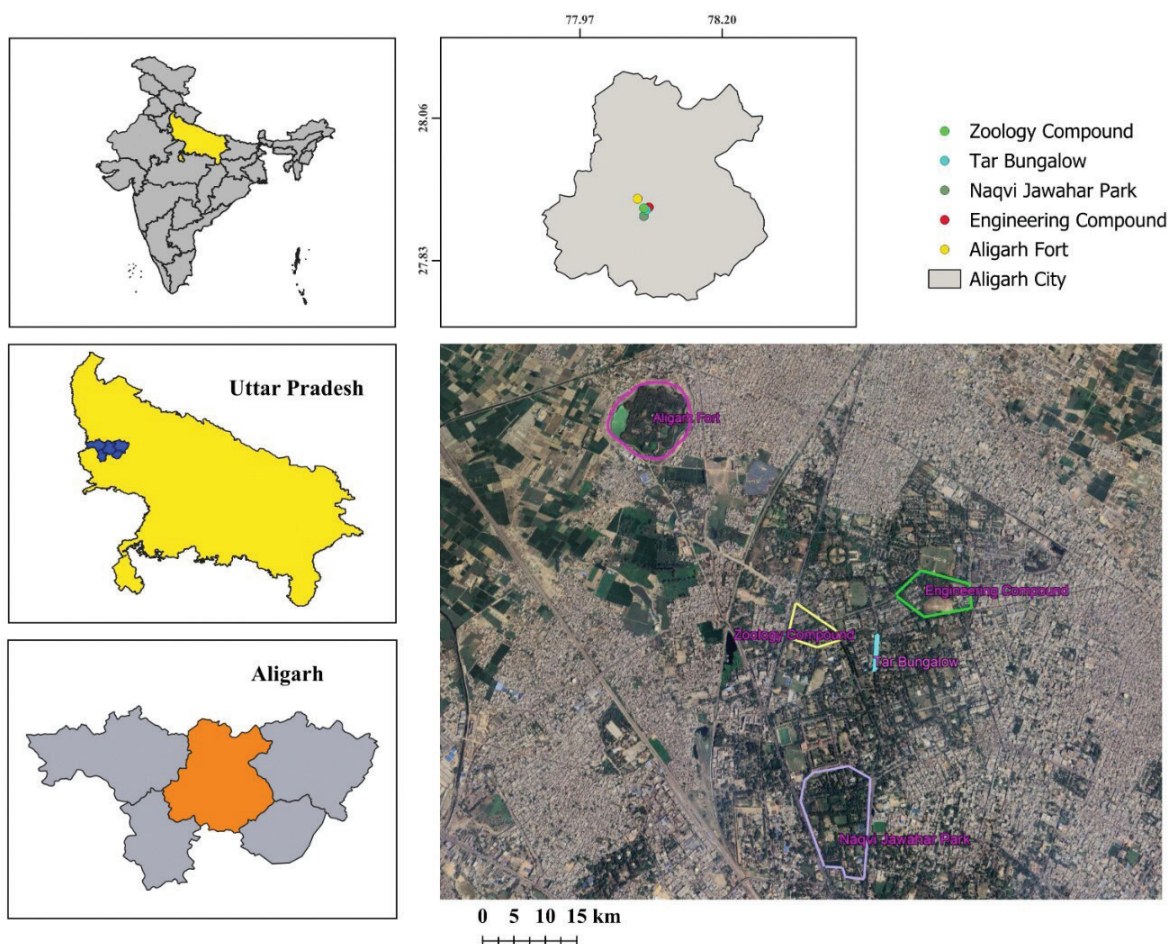 77.97
78.20
28.06
27.83
Zoology Compound
Tar Bungalow
Naqvi Jawahar Park
Engineering Compound
Aligarh Fort
Aligarh City
Uttar Pradesh
Aligarh
Aligarh Fort
Engineering Compound
Zoology Compound
Tar Bungalow
Naqvi Jawahar Park
0 5 10 15 km